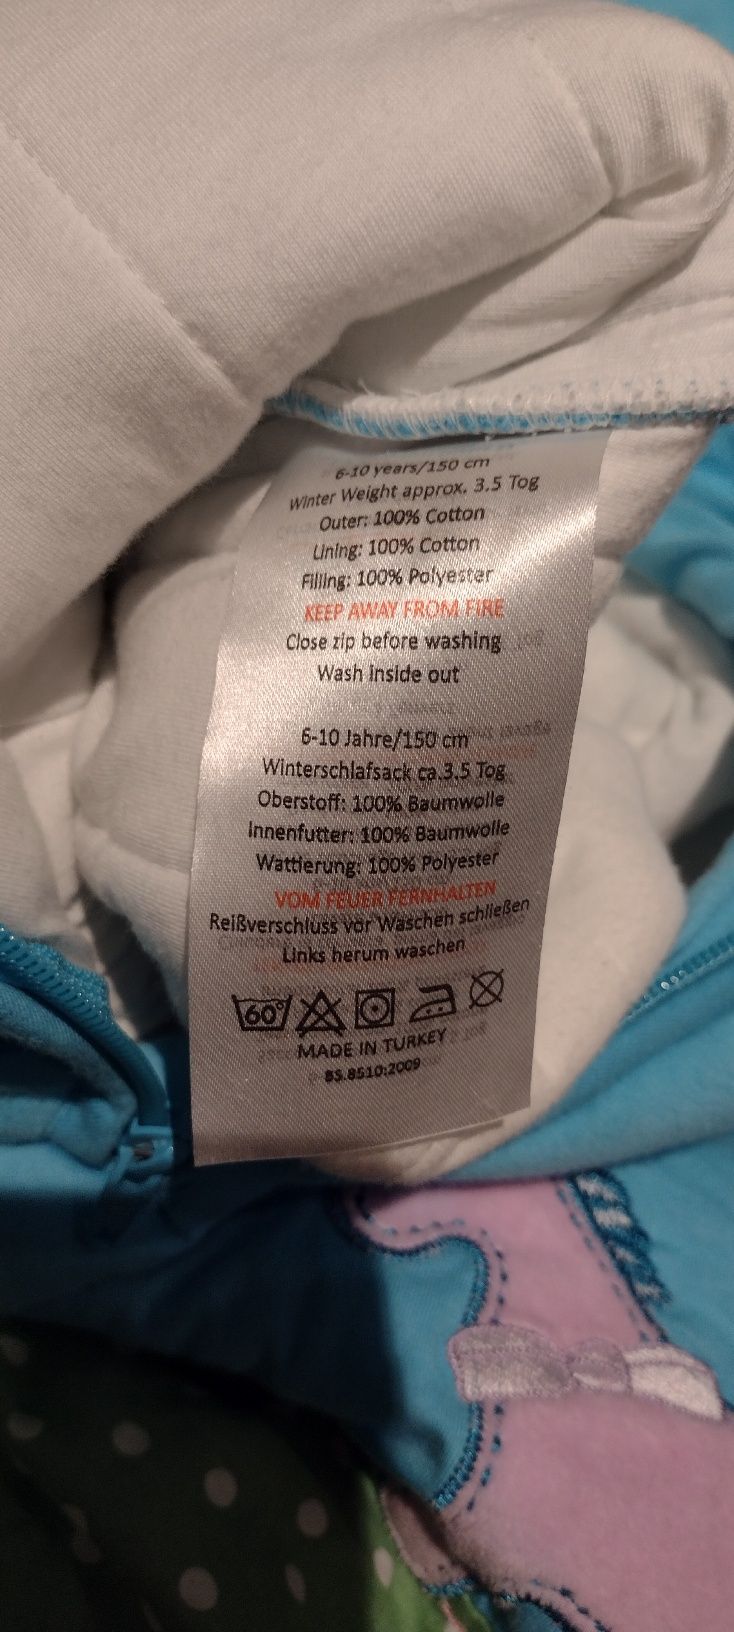 6-10 years/150 cm
Winter Weight approx. 3.5 Tog
Outer: 100% Cotton
Lining: 100% Cotton
Filling: 100% Polyester
KEEP AWAY FROM FIRE
Close zip before washing
Wash inside out
6-10 Jahre/150 cm
Winterschlafsack ca.3.5 Tog
Oberstoff: 100% Baumwolle
Innenfutter: 100% Baumwolle
Wattierung: 100% Polyester
VOM FEUER FERNHALTEN
Reißverschluss vor Waschen schließen
Links herum waschen
60°
MADE IN TURKEY
BS.8510:2009